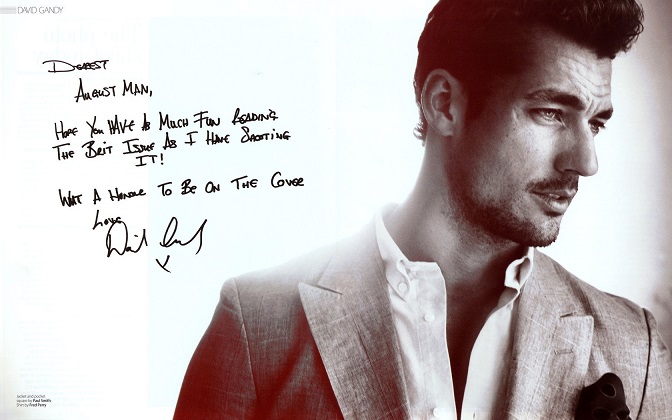 DAVID GANDY
DEAREST
AUGUST MAN,
HOPE YOU HAVE AS MUCH FUN READING
THE BRIT ISSUE AS I HAVE SHOOTING
IT!
WHAT A HONOUR TO BE ON THE COVER
LOVE
X
Jacket and pocket
square by Paul Smith
Shirt by Fred Perry